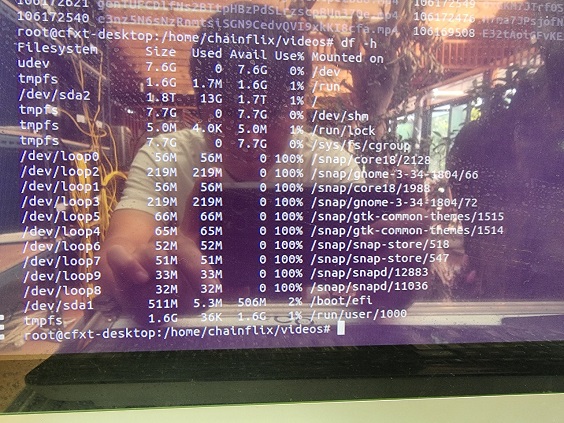 106172621
106172540
106169508
root@cfxt-desktop:/home/chainflix/videos# df -h
Filesystem Size Used Avail Use% Mounted on
udev 7.6G 0 7.6G 0% /dev
tmpfs 1.6G 1.7M 1.6G 1% /run
/dev/sda2 1.8T 13G 1.7T 1% /
tmpfs 7.7G 0 7.7G 0% /dev/shm
tmpfs 5.0M 4.0K 5.0M 1% /run/lock
tmpfs 7.7G 0 7.7G 0% /sys/fs/cgroup
/dev/loop0 56M 56M 0 100% /snap/core18/2128
/dev/loop2 219M 219M 0 100% /snap/gnome-3-34-1804/66
/dev/loop1 56M 56M 0 100% /snap/core18/1988
/dev/loop3 219M 219M 0 100% /snap/gnome-3-34-1804/72
/dev/loop5 66M 66M 0 100% /snap/gtk-common-themes/1515
/dev/loop4 65M 65M 0 100% /snap/gtk-common-themes/1514
/dev/loop6 52M 52M 0 100% /snap/snap-store/518
/dev/loop7 51M 51M 0 100% /snap/snap-store/547
/dev/loop9 33M 33M 0 100% /snap/snapd/12883
/dev/loop8 32M 32M 0 100% /snap/snapd/11036
/dev/sda1 511M 5.3M 506M 2% /boot/efi
tmpfs 1.6G 36K 1.6G 1% /run/user/1000
root@cfxt-desktop:/home/chainflix/videos#